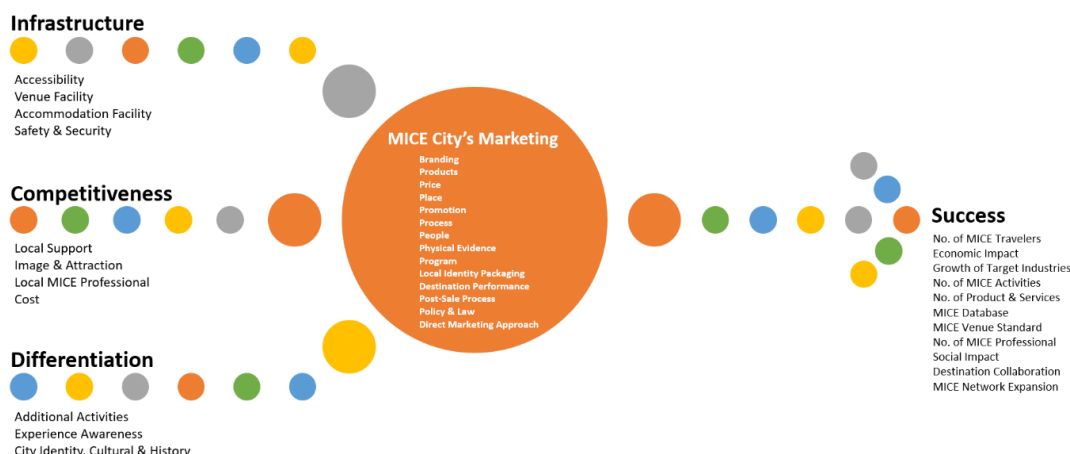 Infrastructure
Accessibility
Venue Facility
Accommodation Facility
Safety & Security
Competitiveness
Local Support
Image & Attraction
Local MICE Professional
Cost
Differentiation
Additional Activities
Experience Awareness
City Identity, Cultural & History
MICE City's Marketing
Branding
Products
Price
Place
Promotion
Process
People
Physical Evidence
Program
Local Identity Packaging
Destination Performance
Post-Sale Process
Policy & Law
Direct Marketing Approach
Success
No. of MICE Travelers
Economic Impact
Growth of Target Industries
No. of MICE Activities
No. of Product & Services
MICE Database
MICE Venue Standard
No. of MICE Professional
Social Impact
Destination Collaboration
MICE Network Expansion